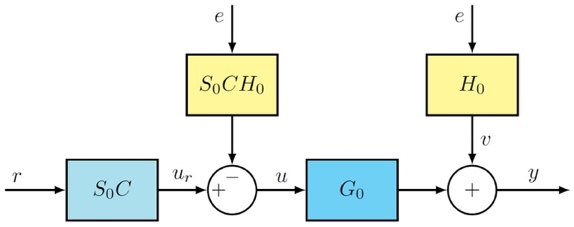 e e
S₀CH₀ H₀
v
−
r S₀C u_r + u G₀ + y